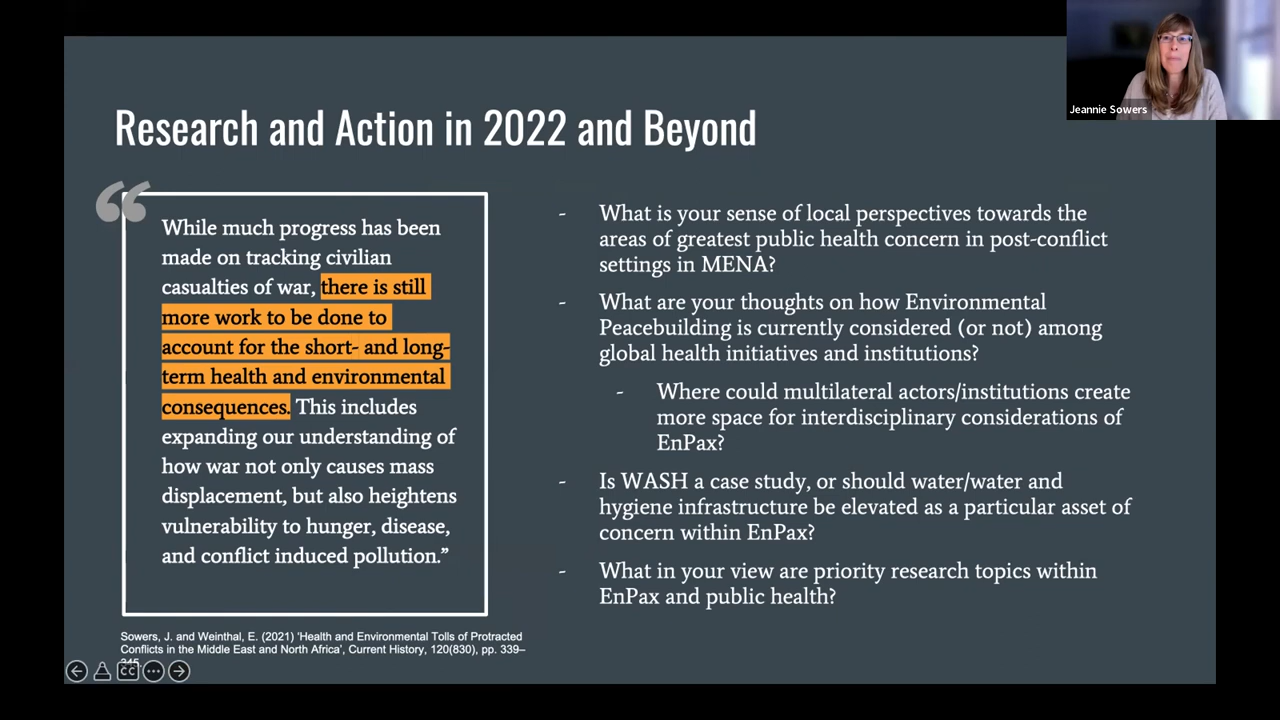 Jeannie Sowers
Research and Action in 2022 and Beyond
“
While much progress has been
made on tracking civilian
casualties of war, there is still
more work to be done to
account for the short- and long-
term health and environmental
consequences. This includes
expanding our understanding of
how war not only causes mass
displacement, but also heightens
vulnerability to hunger, disease,
and conflict induced pollution.”
Sowers, J. and Weinthal, E. (2021) ‘Health and Environmental Tolls of Protracted
Conflicts in the Middle East and North Africa’, Current History, 120(830), pp. 339–
345.
- What is your sense of local perspectives towards the
areas of greatest public health concern in post-conflict
settings in MENA?
- What are your thoughts on how Environmental
Peacebuilding is currently considered (or not) among
global health initiatives and institutions?
- Where could multilateral actors/institutions create
more space for interdisciplinary considerations of
EnPax?
- Is WASH a case study, or should water/water and
hygiene infrastructure be elevated as a particular asset of
concern within EnPax?
- What in your view are priority research topics within
EnPax and public health?
CC